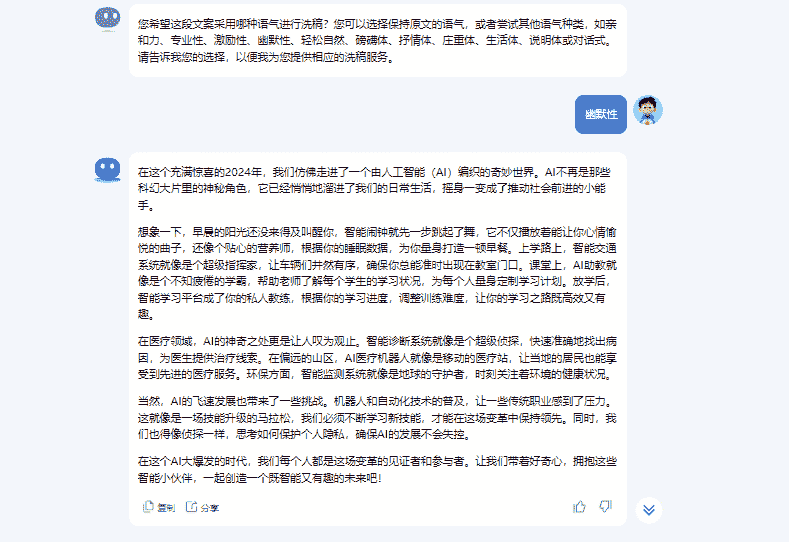 您希望这段文案采用哪种语气进行洗稿？您可以选择保持原文的语气，或者尝试其他语气种类，如亲
和力、专业性、激励性、幽默性、轻松自然、磅礴体、抒情体、庄重体、生活体、说明体或对话式。
请告诉我您的选择，以便我为您提供相应的洗稿服务。
幽默性
在这个充满惊喜的2024年，我们仿佛走进了一个由人工智能（AI）编织的奇妙世界。AI不再是那些
科幻大片里的神秘角色，它已经悄悄地溜进了我们的日常生活，摇身一变成了推动社会前进的小能
手。
想象一下，早晨的阳光还没来得及叫醒你，智能闹钟就先一步跳起了舞，它不仅播放着能让你心情愉
悦的曲子，还像个贴心的营养师，根据你的睡眠数据，为你量身打造一顿早餐。上学路上，智能交通
系统就像是个超级指挥家，让车辆们井然有序，确保你总能准时出现在教室门口。课堂上，AI助教就
像是个不知疲倦的学霸，帮助老师了解每个学生的学习状况，为每个人量身定制学习计划。放学后，
智能学习平台成了你的私人教练，根据你的学习进度，调整训练难度，让你的学习之路既高效又有
趣。
在医疗领域，AI的神奇之处更是让人叹为观止。智能诊断系统就像是个超级侦探，快速准确地找出病
因，为医生提供治疗线索。在偏远的山区，AI医疗机器人就像是移动的医疗站，让当地的居民也能享
受到先进的医疗服务。环保方面，智能监测系统就像是地球的守护者，时刻关注着环境的健康状况。
当然，AI的飞速发展也带来了一些挑战。机器人和自动化技术的普及，让一些传统职业感到了压力。
这就像是一场技能升级的马拉松，我们必须不断学习新技能，才能在这场变革中保持领先。同时，我
们也得像侦探一样，思考如何保护个人隐私，确保AI的发展不会失控。
在这个AI大爆发的时代，我们每个人都是这场变革的见证者和参与者。让我们带着好奇心，拥抱这些
智能小伙伴，一起创造一个既智能又有趣的未来吧！
复制 分享